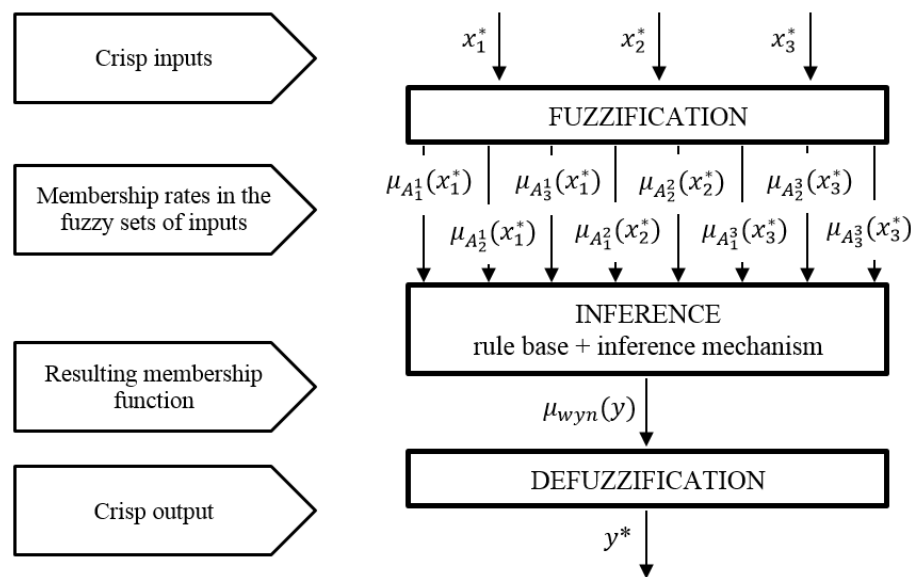 Crisp inputs
x₁* x₂* x₃*
FUZZIFICATION
Membership rates in the
fuzzy sets of inputs
μ_{A₁¹}(x₁*) μ_{A₃¹}(x₁*) μ_{A₂²}(x₂*) μ_{A₂³}(x₃*)
μ_{A₂¹}(x₁*) μ_{A₁²}(x₂*) μ_{A₁³}(x₃*) μ_{A₃³}(x₃*)
INFERENCE
rule base + inference mechanism
Resulting membership
function
μ_{wyn}(y)
DEFUZZIFICATION
Crisp output
y*